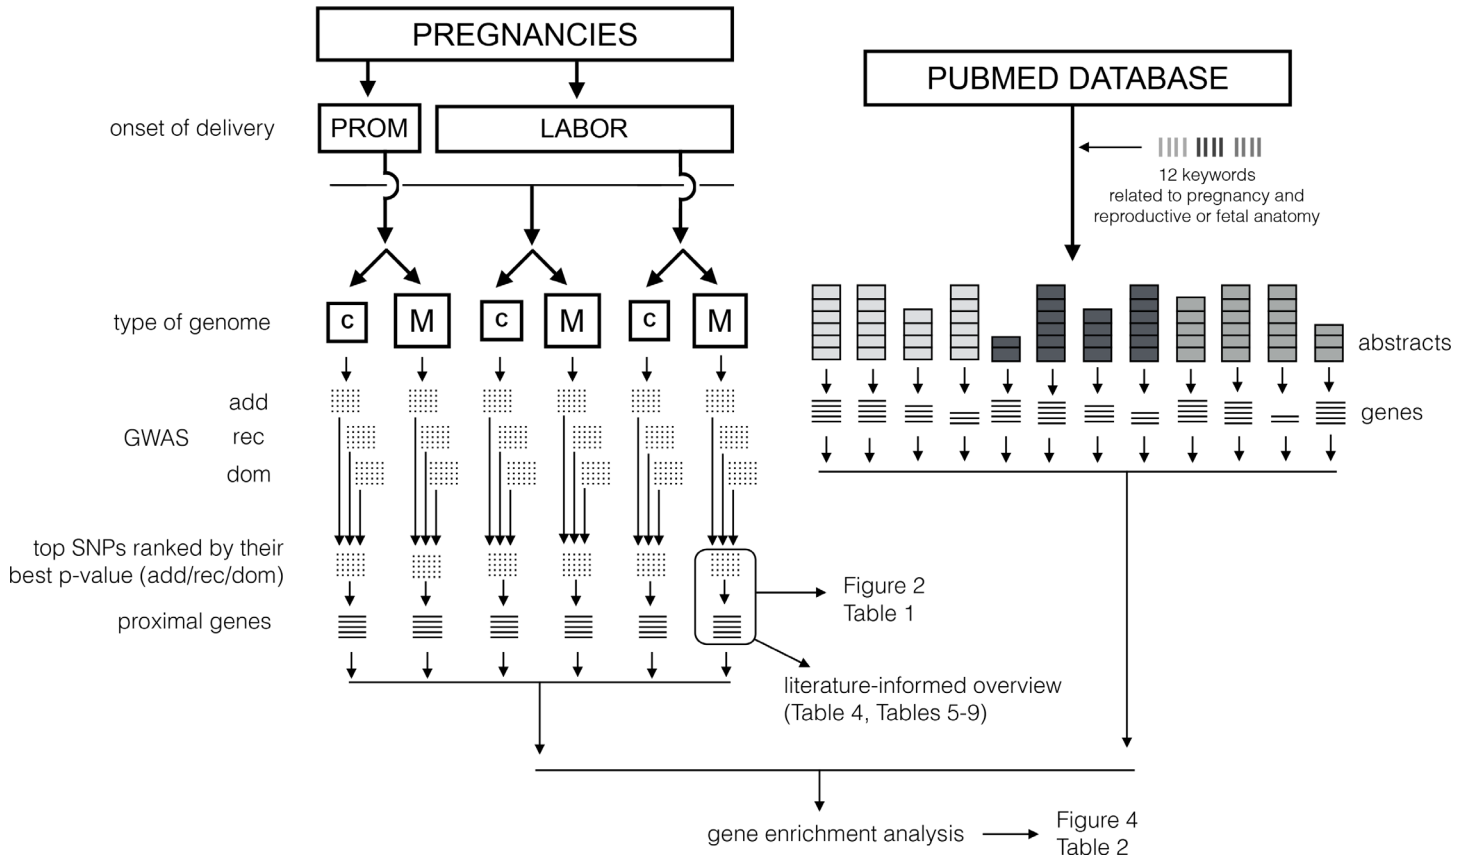 PREGNANCIES
PUBMED DATABASE
onset of delivery
PROM
LABOR
12 keywords
related to pregnancy and
reproductive or fetal anatomy
type of genome
c
M
c
M
c
M
abstracts
add
genes
GWAS
rec
dom
top SNPs ranked by their
best p-value (add/rec/dom)
Figure 2
Table 1
proximal genes
literature-informed overview
(Table 4, Tables 5-9)
gene enrichment analysis
Figure 4
Table 2